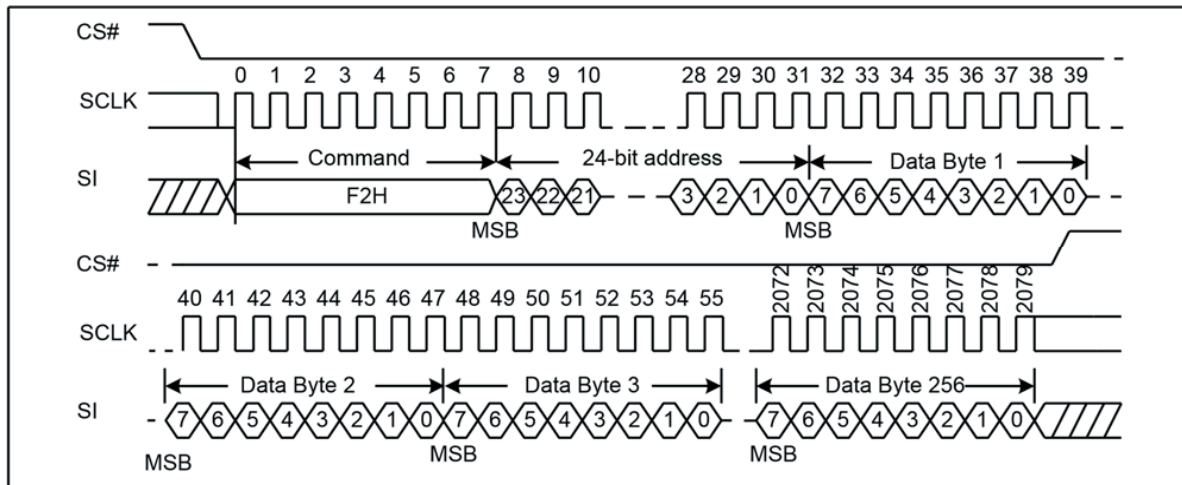 CS#
0 1 2 3 4 5 6 7 8 9 10 28 29 30 31 32 33 34 35 36 37 38 39
SCLK
Command 24-bit address Data Byte 1
SI
F2H 23 22 21 3 2 1 0 7 6 5 4 3 2 1 0
MSB MSB
CS#
40 41 42 43 44 45 46 47 48 49 50 51 52 53 54 55 2072 2073 2074 2075 2076 2077 2078 2079
SCLK
Data Byte 2 Data Byte 3 Data Byte 256
SI
7 6 5 4 3 2 1 0 7 6 5 4 3 2 1 0 7 6 5 4 3 2 1 0
MSB MSB MSB